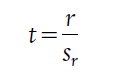 t = r / s_r